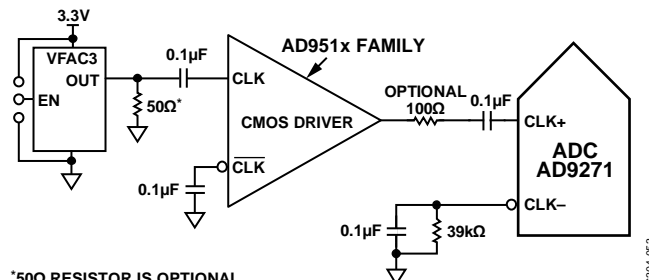 3.3V
VFAC3
OUT
EN
50Ω*
0.1µF
AD951x FAMILY
CLK
CMOS DRIVER
CLK
0.1µF
OPTIONAL
100Ω
0.1µF
CLK+
ADC
AD9271
CLK–
0.1µF
39kΩ
*50Ω RESISTOR IS OPTIONAL